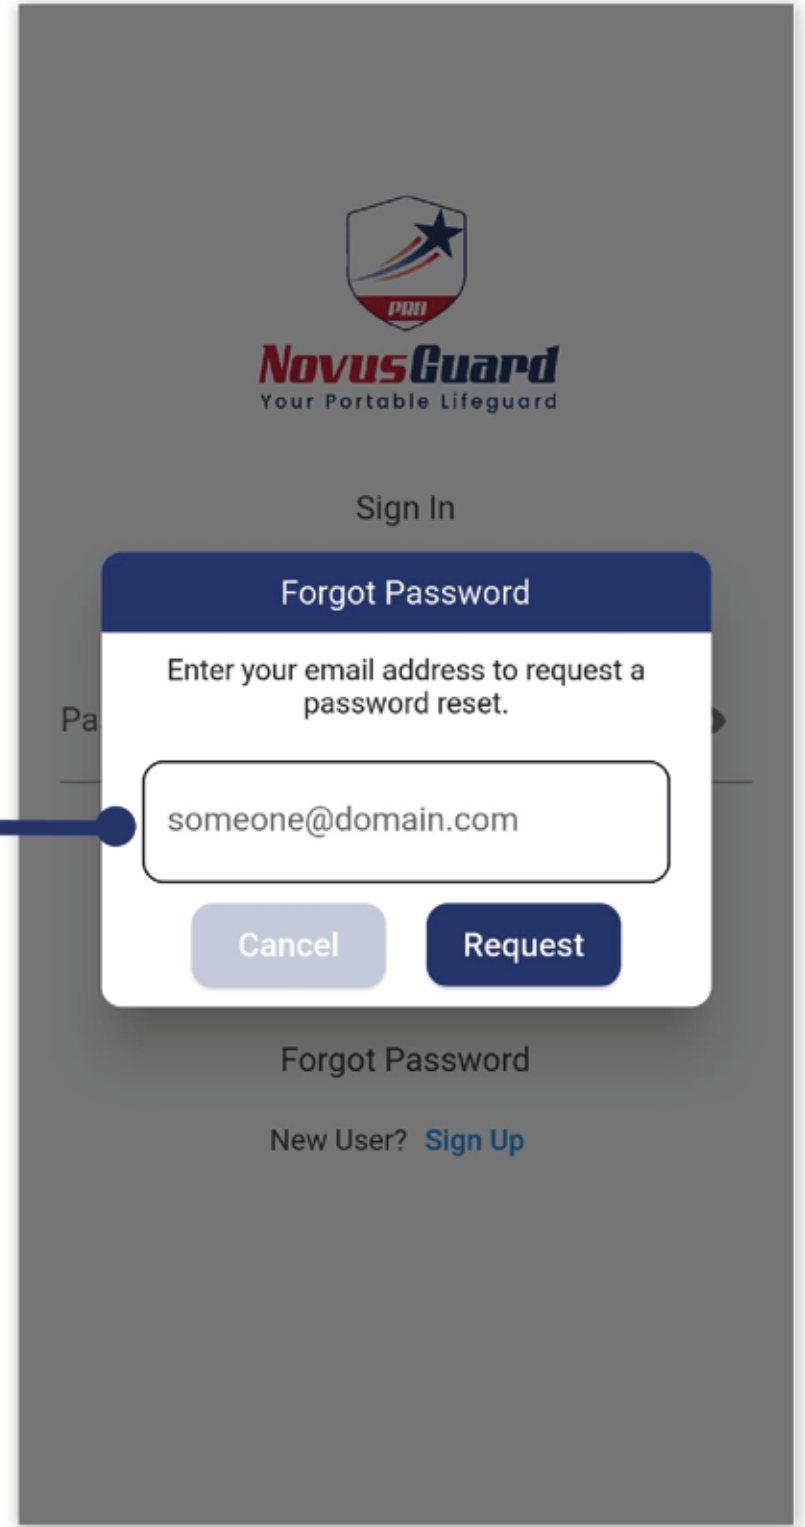 PRO
NovusGuard
Your Portable Lifeguard
Sign In
Forgot Password
Enter your email address to request a
password reset.
Pa
someone@domain.com
Cancel Request
Forgot Password
New User? Sign Up